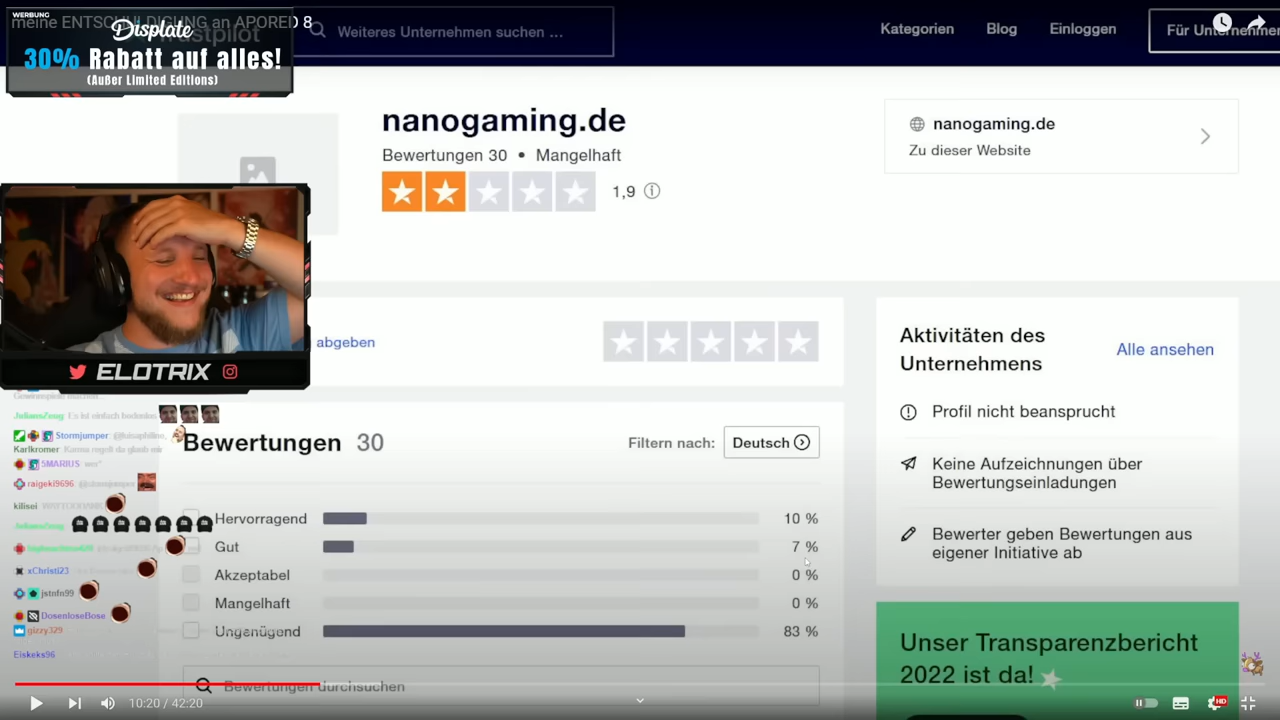 meine ENTSCHULDIGUNG an APORED 8
WERBUNG
Displate
30% Rabatt auf alles!
(Außer Limited Editions)
Trustpilot
Weiteres Unternehmen suchen ...
Kategorien
Blog
Einloggen
Für Unternehmen
nanogaming.de
Bewertungen 30 • Mangelhaft
1,9
nanogaming.de
Zu dieser Website
ELOTRIX
abgeben
Aktivitäten des
Unternehmens
Alle ansehen
Profil nicht beansprucht
Keine Aufzeichnungen über
Bewertungseinladungen
Bewerter geben Bewertungen aus
eigener Initiative ab
Unser Transparenzbericht
2022 ist da!
Bewertungen 30
Filtern nach:
Deutsch
Hervorragend 10 %
Gut 7 %
Akzeptabel 0 %
Mangelhaft 0 %
Ungenügend 83 %
Bewertungen durchsuchen
Stormjumper
Karlkromer
5MARIUS
raigeki9696
kilisei
xChristi23
jstnfn99
DosenloseBose
gizzy329
Eiskeks96
10:20 / 42:20
HD